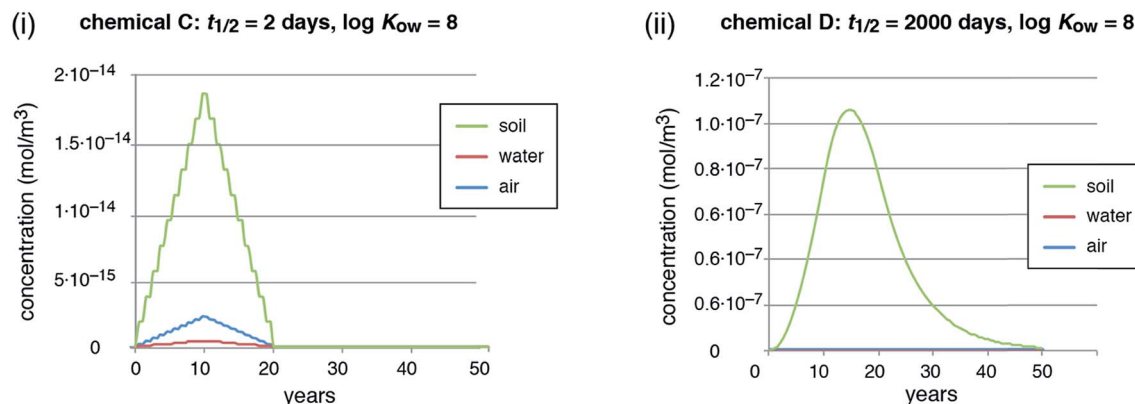 (i) chemical C: t1/2 = 2 days, log Kow = 8
2·10−14
1.5·10−14
1·10−14
5·10−15
0
concentration (mol/m3)
soil
water
air
0 10 20 30 40 50
years
(ii) chemical D: t1/2 = 2000 days, log Kow = 8
1.2·10−7
1.0·10−7
0.8·10−7
0.6·10−7
0.6·10−7
0.6·10−7
0
concentration (mol/m3)
soil
water
air
0 10 20 30 40 50
years